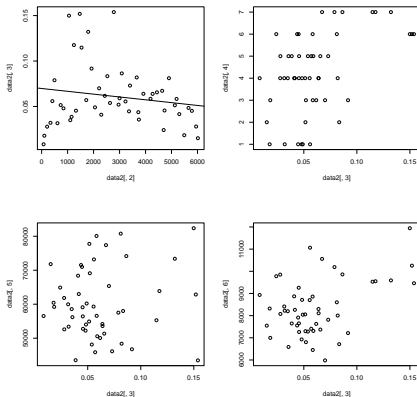 0.15
0.10
0.05
data2[, 3]
0 1000 2000 3000 4000 5000 6000
data2[, 2]
7
6
5
4
3
2
1
data2[, 4]
0.05 0.10 0.15
data2[, 3]
80000
70000
60000
50000
data2[, 5]
0.05 0.10 0.15
data2[, 3]
11000
9000
8000
7000
6000
data2[, 6]
0.05 0.10 0.15
data2[, 3]